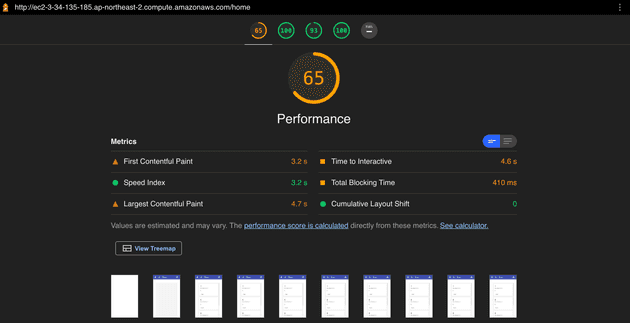 http://ec2-3-34-135-185.ap-northeast-2.compute.amazonaws.com/home
65 100 93 100
65
Performance
Metrics
First Contentful Paint 3.2 s
Time to Interactive 4.6 s
Speed Index 3.2 s
Total Blocking Time 410 ms
Largest Contentful Paint 4.7 s
Cumulative Layout Shift 0
Values are estimated and may vary. The performance score is calculated directly from these metrics. See calculator.
View Treemap